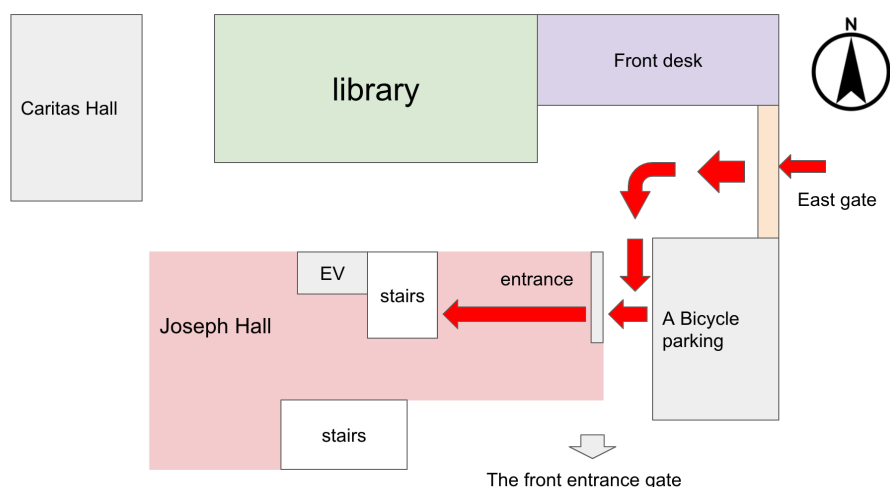 N
Front desk
library
Caritas Hall
East gate
EV
entrance
stairs
Joseph Hall
A Bicycle
parking
stairs
The front entrance gate